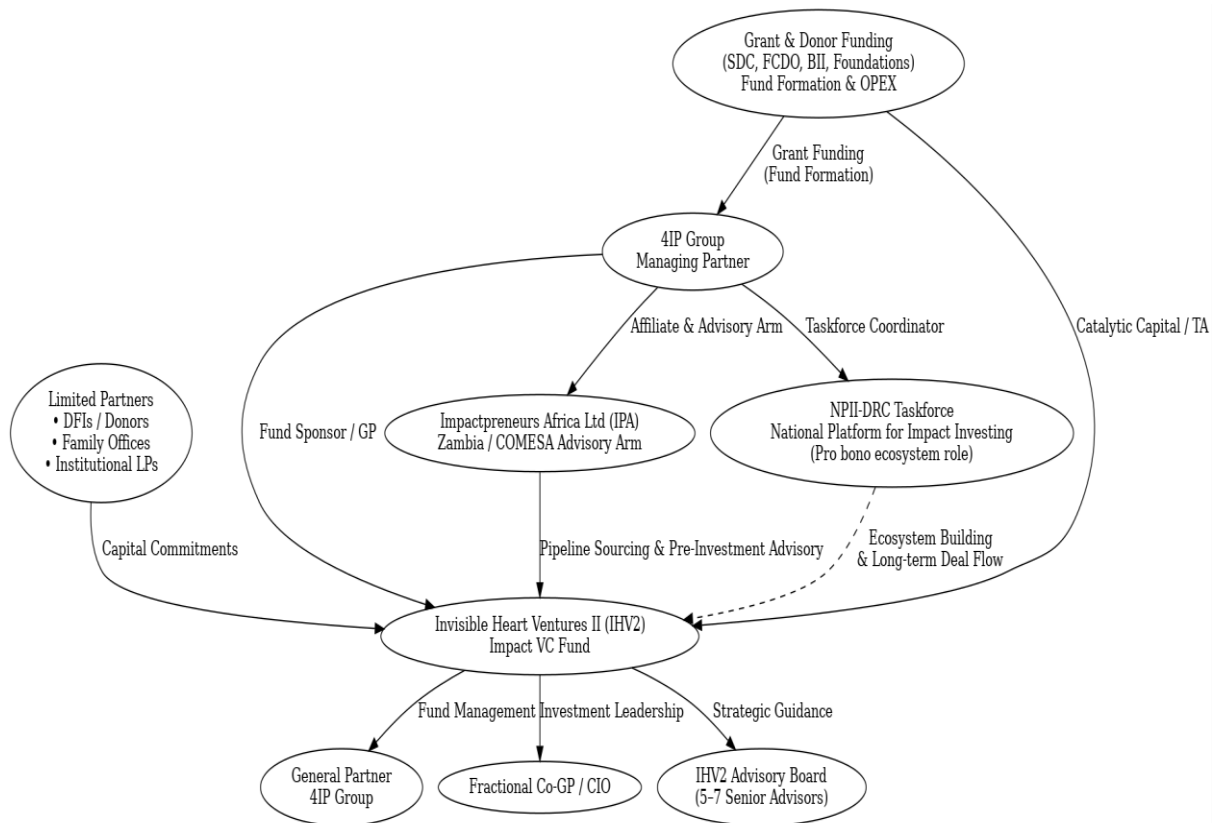 Grant & Donor Funding
(SDC, FCDO, BII, Foundations)
Fund Formation & OPEX
Grant Funding
(Fund Formation)
4IP Group
Managing Partner
Affiliate & Advisory Arm
Taskforce Coordinator
Catalytic Capital / TA
Limited Partners
• DFIs / Donors
• Family Offices
• Institutional LPs
Fund Sponsor / GP
Impactpreneurs Africa Ltd (IPA)
Zambia / COMESA Advisory Arm
NPII-DRC Taskforce
National Platform for Impact Investing
(Pro bono ecosystem role)
Capital Commitments
Pipeline Sourcing & Pre-Investment Advisory
Ecosystem Building
& Long-term Deal Flow
Invisible Heart Ventures II (IHV2)
Impact VC Fund
Fund Management
Investment Leadership
Strategic Guidance
General Partner
4IP Group
Fractional Co-GP / CIO
IHV2 Advisory Board
(5–7 Senior Advisors)